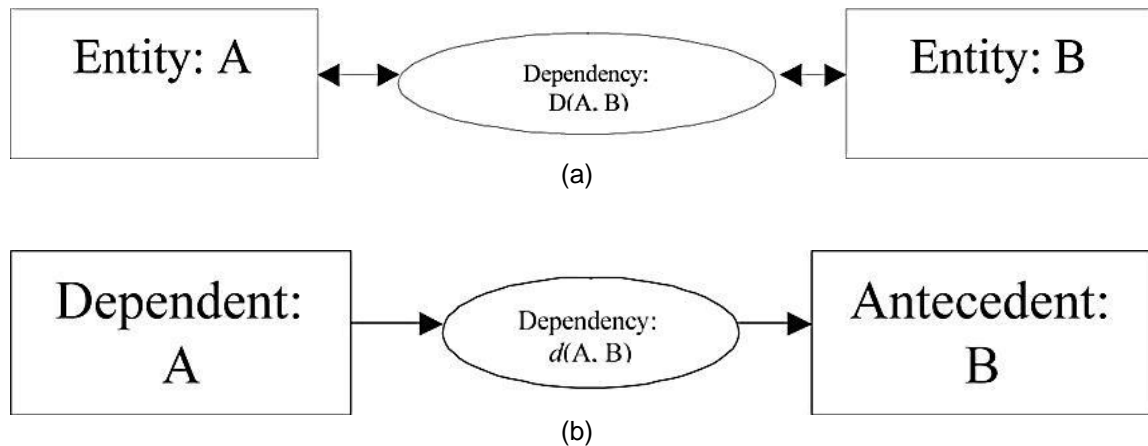 Entity: A
Dependency:
D(A, B)
Entity: B
(a)
Dependent:
A
Dependency:
d(A, B)
Antecedent:
B
(b)